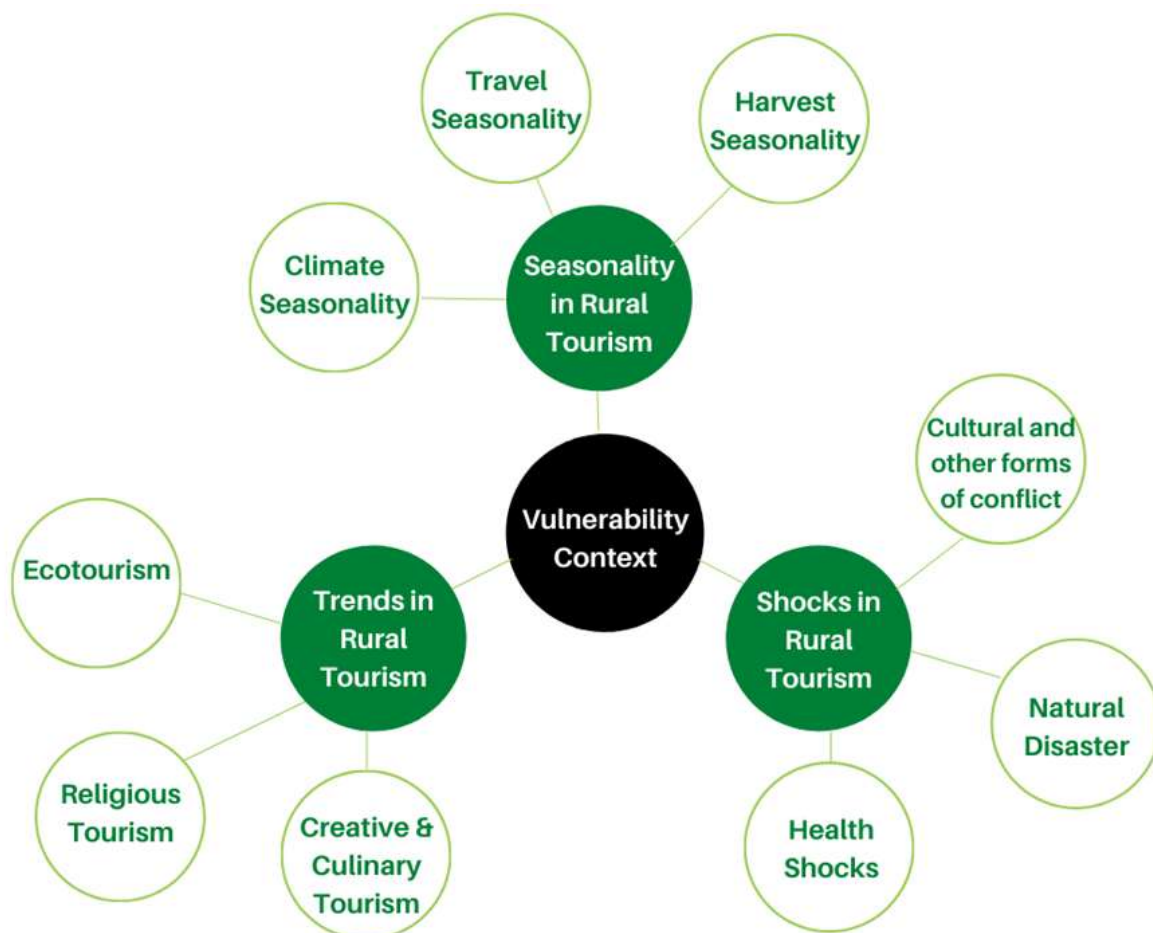 Travel
Seasonality
Harvest
Seasonality
Climate
Seasonality
Seasonality
in Rural
Tourism
Cultural and
other forms
of conflict
Vulnerability
Context
Ecotourism
Trends in
Rural
Tourism
Shocks in
Rural
Tourism
Natural
Disaster
Religious
Tourism
Creative &
Culinary
Tourism
Health
Shocks